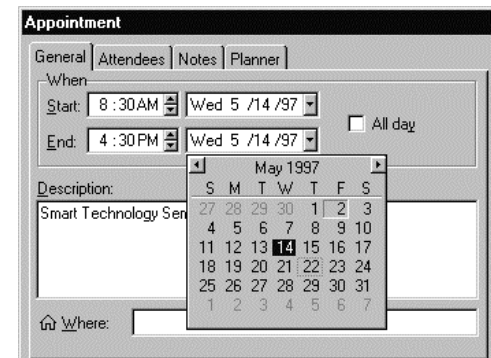 Appointment
General Attendees Notes Planner
When
Start: 8:30AM Wed 5 /14 /97
All day
End: 4:30PM Wed 5 /14 /97
May 1997
S M T W T F S
27 28 29 30 1 2 3
4 5 6 7 8 9 10
11 12 13 14 15 16 17
18 19 20 21 22 23 24
25 26 27 28 29 30 31
1 2 3 4 5 6 7
Description:
Smart Technology Sen
Where: